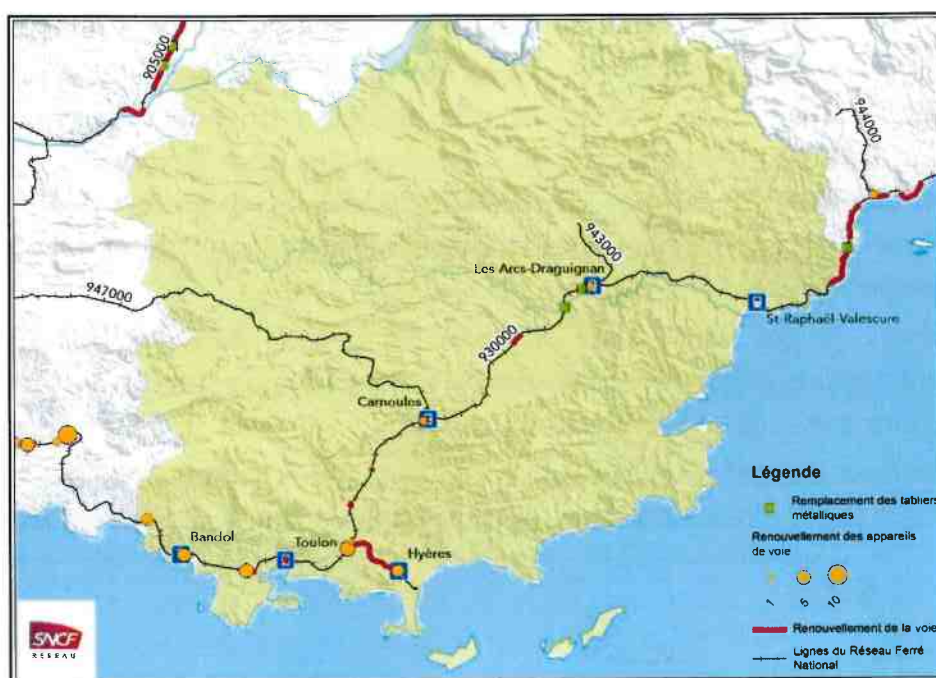 905000
944000
943000
Les Arcs-Draguignan
947000
930000
St-Raphaël-Valescure
Carnoules
Légende
Remplacement des tabliers
métalliques
Renouvellement des appareils
de voie
Bandol
Toulon
Hyères
1
5
10
Renouvellement de la voie
Lignes du Réseau Ferré
National
SNCF
RÉSEAU